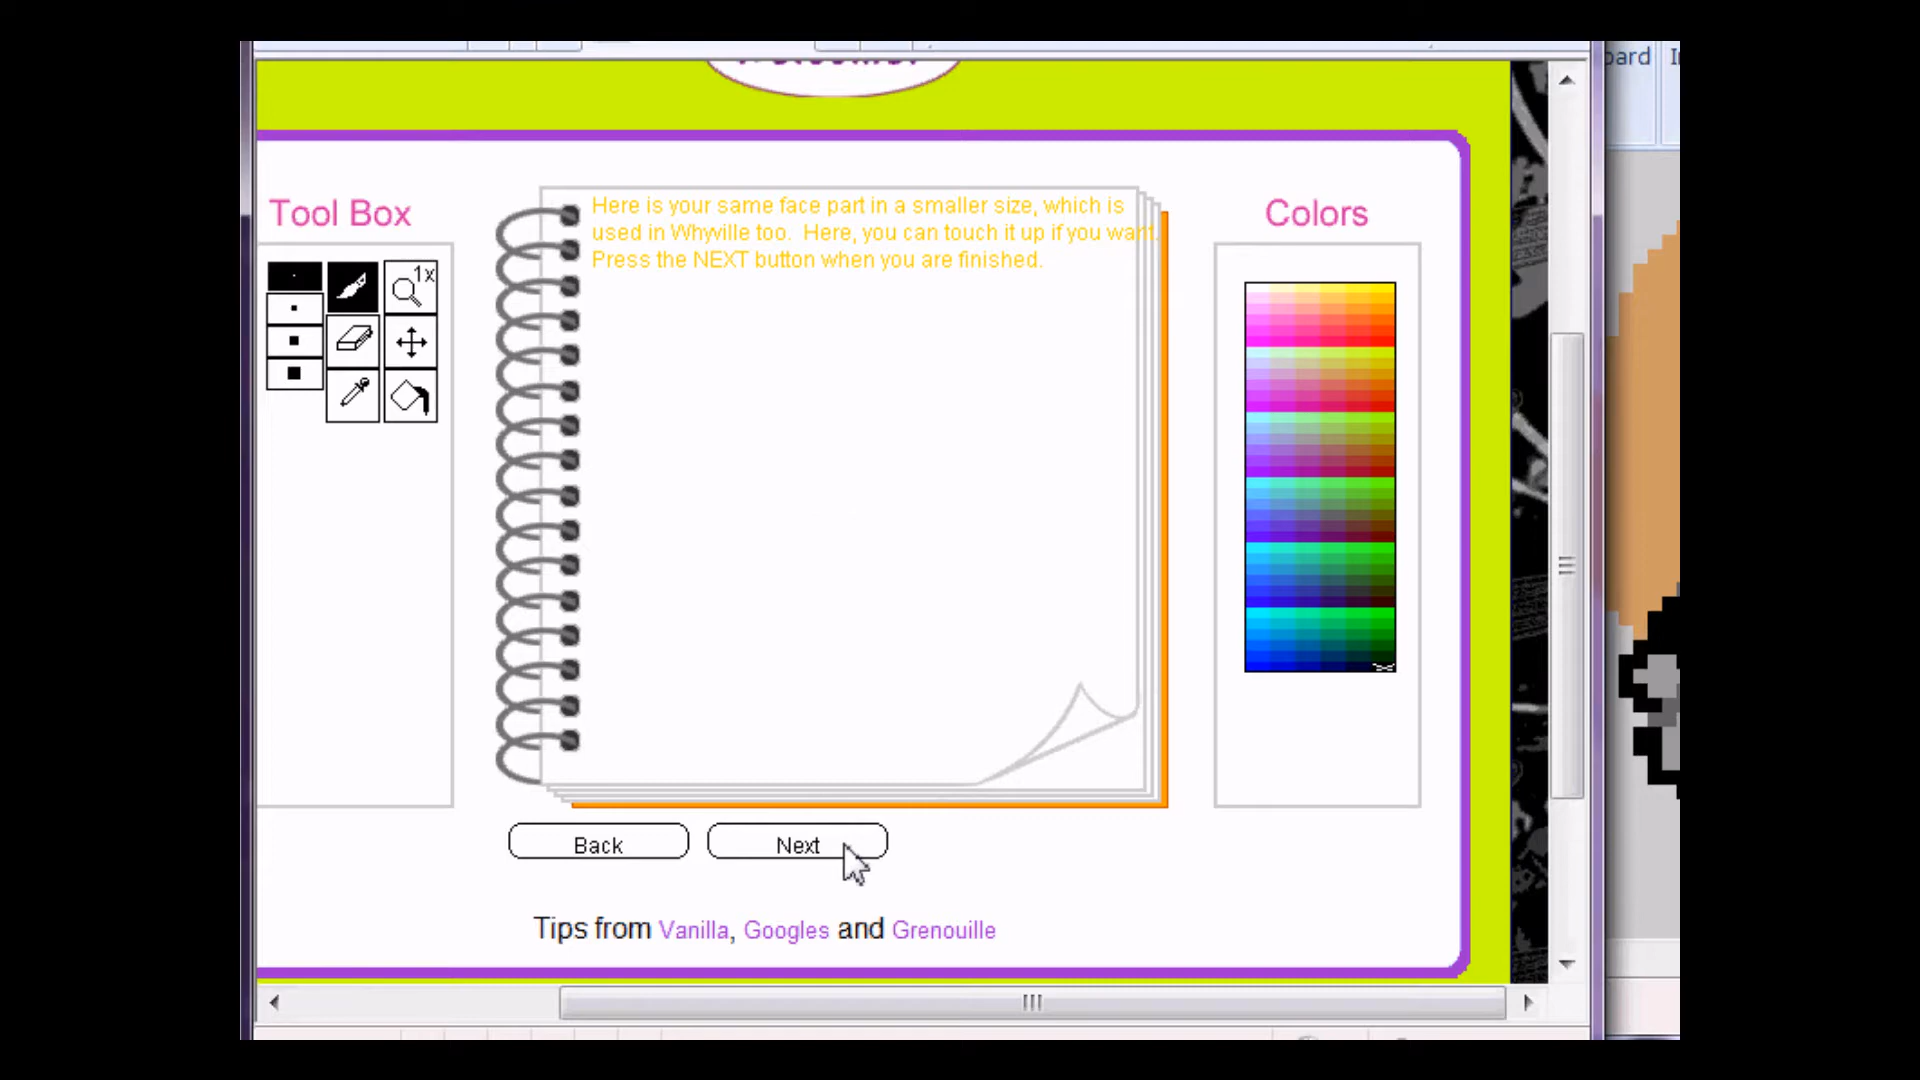 Tool Box
Here is your same face part in a smaller size, which is
used in Whyville too.  Here, you can touch it up if you want.
Press the NEXT button when you are finished.
Colors
1x
Back
Next
Tips from Vanilla, Googles and Grenouille